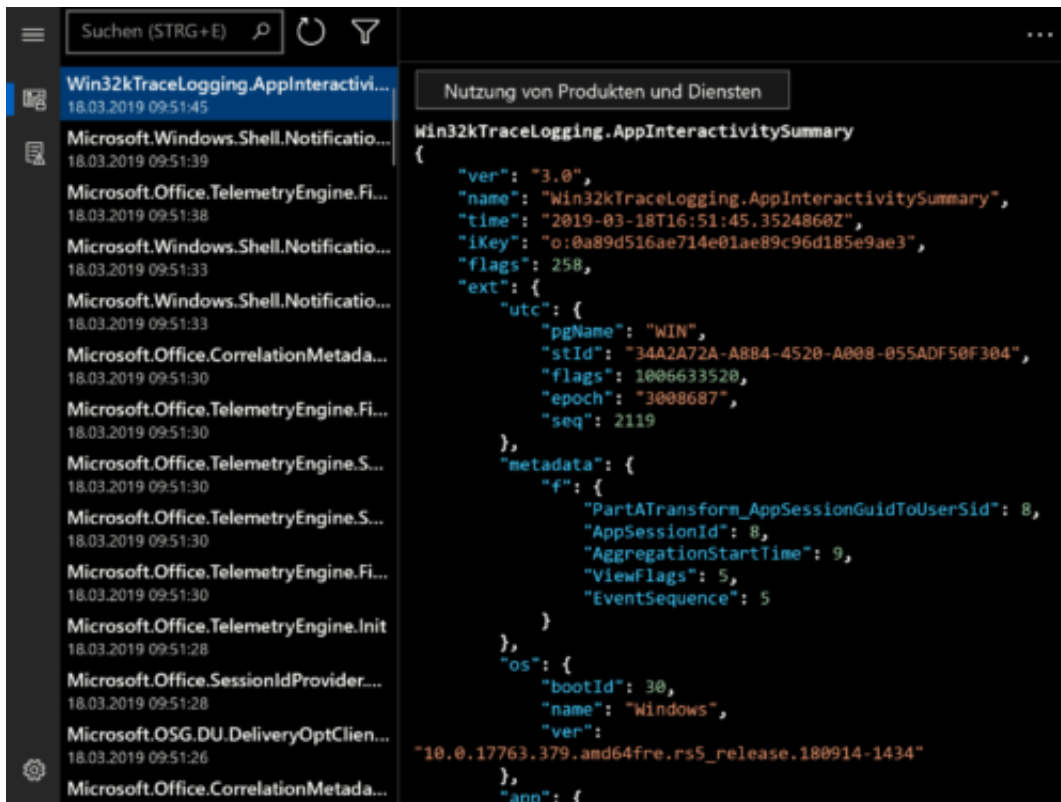 Suchen (STRG+E)
Win32kTraceLogging.AppInteractivi...
18.03.2019 09:51:45
Microsoft.Windows.Shell.Notificatio...
18.03.2019 09:51:39
Microsoft.Office.TelemetryEngine.Fi...
18.03.2019 09:51:38
Microsoft.Windows.Shell.Notificatio...
18.03.2019 09:51:33
Microsoft.Windows.Shell.Notificatio...
18.03.2019 09:51:33
Microsoft.Office.CorrelationMetada...
18.03.2019 09:51:30
Microsoft.Office.TelemetryEngine.Fi...
18.03.2019 09:51:30
Microsoft.Office.TelemetryEngine.S...
18.03.2019 09:51:30
Microsoft.Office.TelemetryEngine.S...
18.03.2019 09:51:30
Microsoft.Office.TelemetryEngine.Fi...
18.03.2019 09:51:30
Microsoft.Office.TelemetryEngine.Init
18.03.2019 09:51:28
Microsoft.Office.SessionIdProvider....
18.03.2019 09:51:28
Microsoft.OSG.DU.DeliveryOptClien...
18.03.2019 09:51:26
Microsoft.Office.CorrelationMetada...
Nutzung von Produkten und Diensten
Win32kTraceLogging.AppInteractivitySummary
{
"ver": "3.0",
"name": "Win32kTraceLogging.AppInteractivitySummary",
"time": "2019-03-18T16:51:45.3524860Z",
"iKey": "o:0a89d516ae714e01ae89c96d185e9ae3",
"flags": 258,
"ext": {
"utc": {
"pgName": "WIN",
"stId": "34A2A72A-A884-4520-A008-055ADF50F304",
"flags": 1006633520,
"epoch": "3008687",
"seq": 2119
},
"metadata": {
"f": {
"PartATransform_AppSessionGuidToUserSid": 8,
"AppSessionId": 8,
"AggregationStartTime": 9,
"ViewFlags": 5,
"EventSequence": 5
}
},
"os": {
"bootId": 30,
"name": "Windows",
"ver":
"10.0.17763.379.amd64fre.rs5_release.180914-1434"
},
"app": {